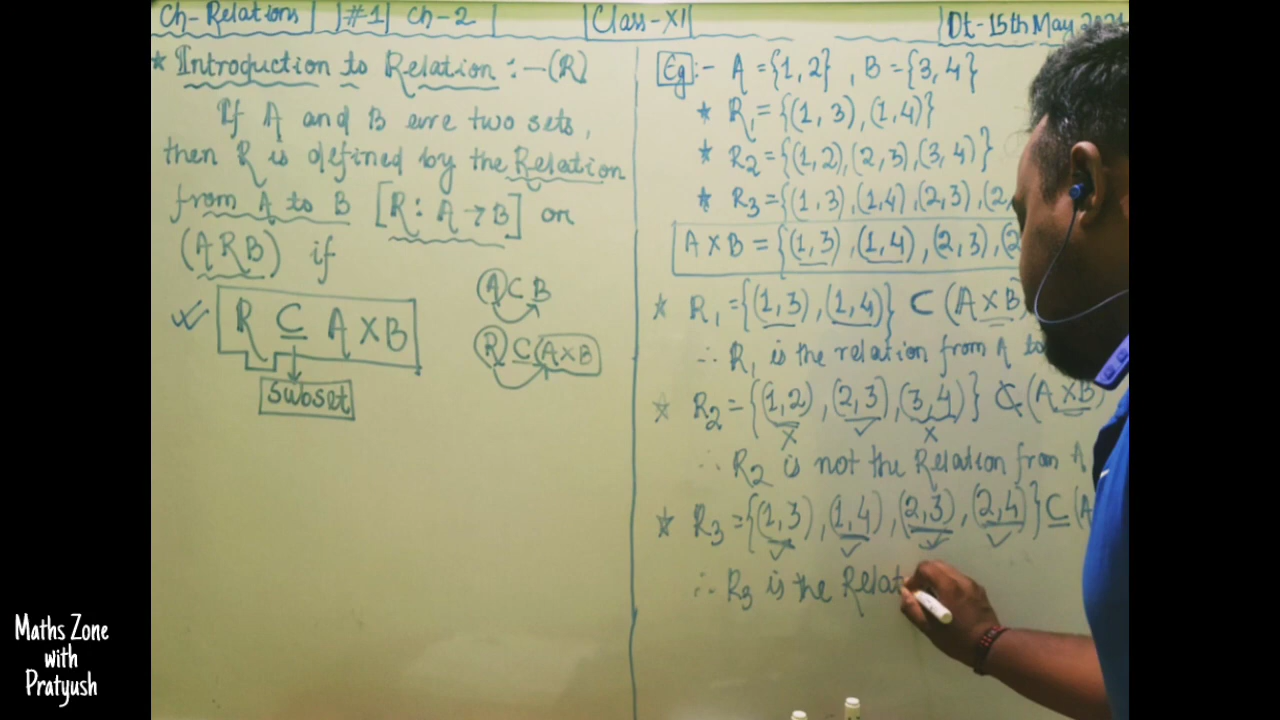 Ch-Relations |#1| Ch-2
Class-XI
Dt-15th May 2021
* Introduction to Relation :-(R)
If A and B are two sets,
then R is defined by the Relation
from A to B [R: A→B] or
(ARB) if
R ⊆ A×B
subset
A⊂B
R⊆(A×B)
Eg:- A={1,2}, B={3,4}
* R₁={(1,3),(1,4)}
* R₂={(1,2),(2,3),(3,4)}
* R₃={(1,3),(1,4),(2,3),(2,
A×B={(1,3),(1,4),(2,3),(2
* R₁={(1,3),(1,4)} ⊂ (A×B)
∴ R₁ is the relation from A to
* R₂={(1,2),(2,3),(3,4)} ⊄ (A×B)
∴ R₂ is not the Relation from A
* R₃={(1,3),(1,4),(2,3),(2,4)} ⊆ (A
∴ R₃ is the Relat
Maths Zone
with
Pratyush